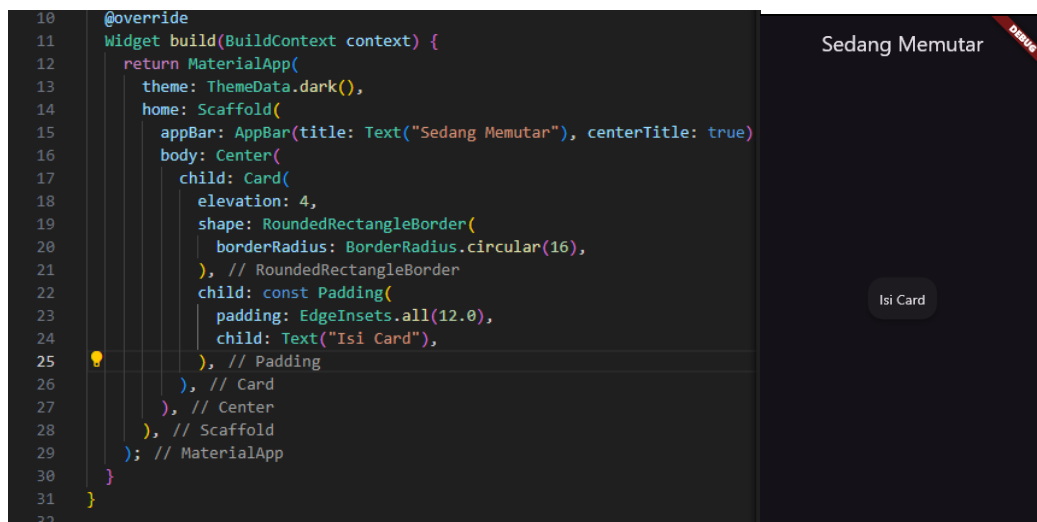 10 @override
11 Widget build(BuildContext context) {
12 return MaterialApp(
13 theme: ThemeData.dark(),
14 home: Scaffold(
15 appBar: AppBar(title: Text("Sedang Memutar"), centerTitle: true)
16 body: Center(
17 child: Card(
18 elevation: 4,
19 shape: RoundedRectangleBorder(
20 borderRadius: BorderRadius.circular(16),
21 ), // RoundedRectangleBorder
22 child: const Padding(
23 padding: EdgeInsets.all(12.0),
24 child: Text("Isi Card"),
25 ), // Padding
26 ), // Card
27 ), // Center
28 ), // Scaffold
29 ); // MaterialApp
30 }
31 }
32
Sedang Memutar
DEBUG
Isi Card